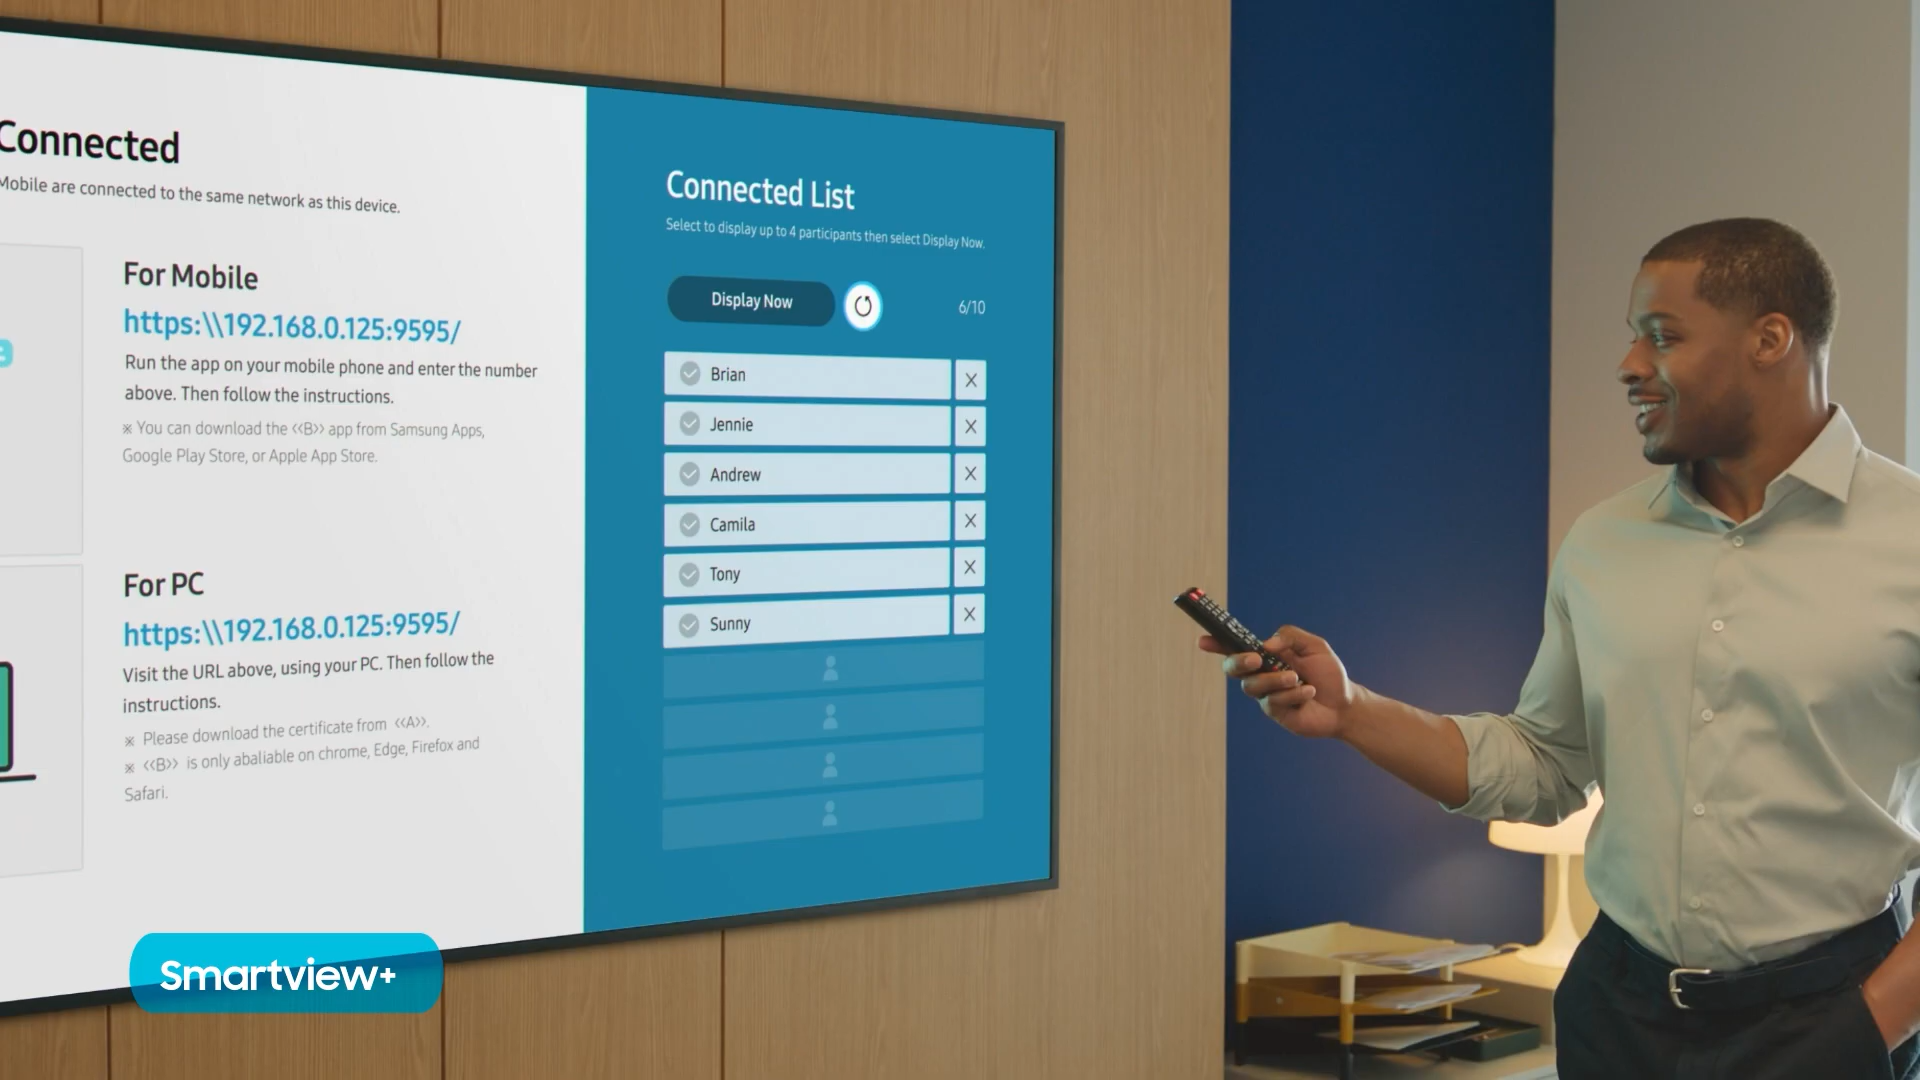 Connected
Mobile are connected to the same network as this device.
For Mobile
https:\\192.168.0.125:9595/
Run the app on your mobile phone and enter the number
above. Then follow the instructions.
※ You can download the <<B>> app from Samsung Apps,
Google Play Store, or Apple App Store.
For PC
https:\\192.168.0.125:9595/
Visit the URL above, using your PC. Then follow the
instructions.
※ Please download the certificate from <<A>>.
※ <<B>> is only abaliable on chrome, Edge, Firefox and
Safari.
Connected List
Select to display up to 4 participants then select Display Now.
Display Now
6/10
Brian
Jennie
Andrew
Camila
Tony
Sunny
Smartview+